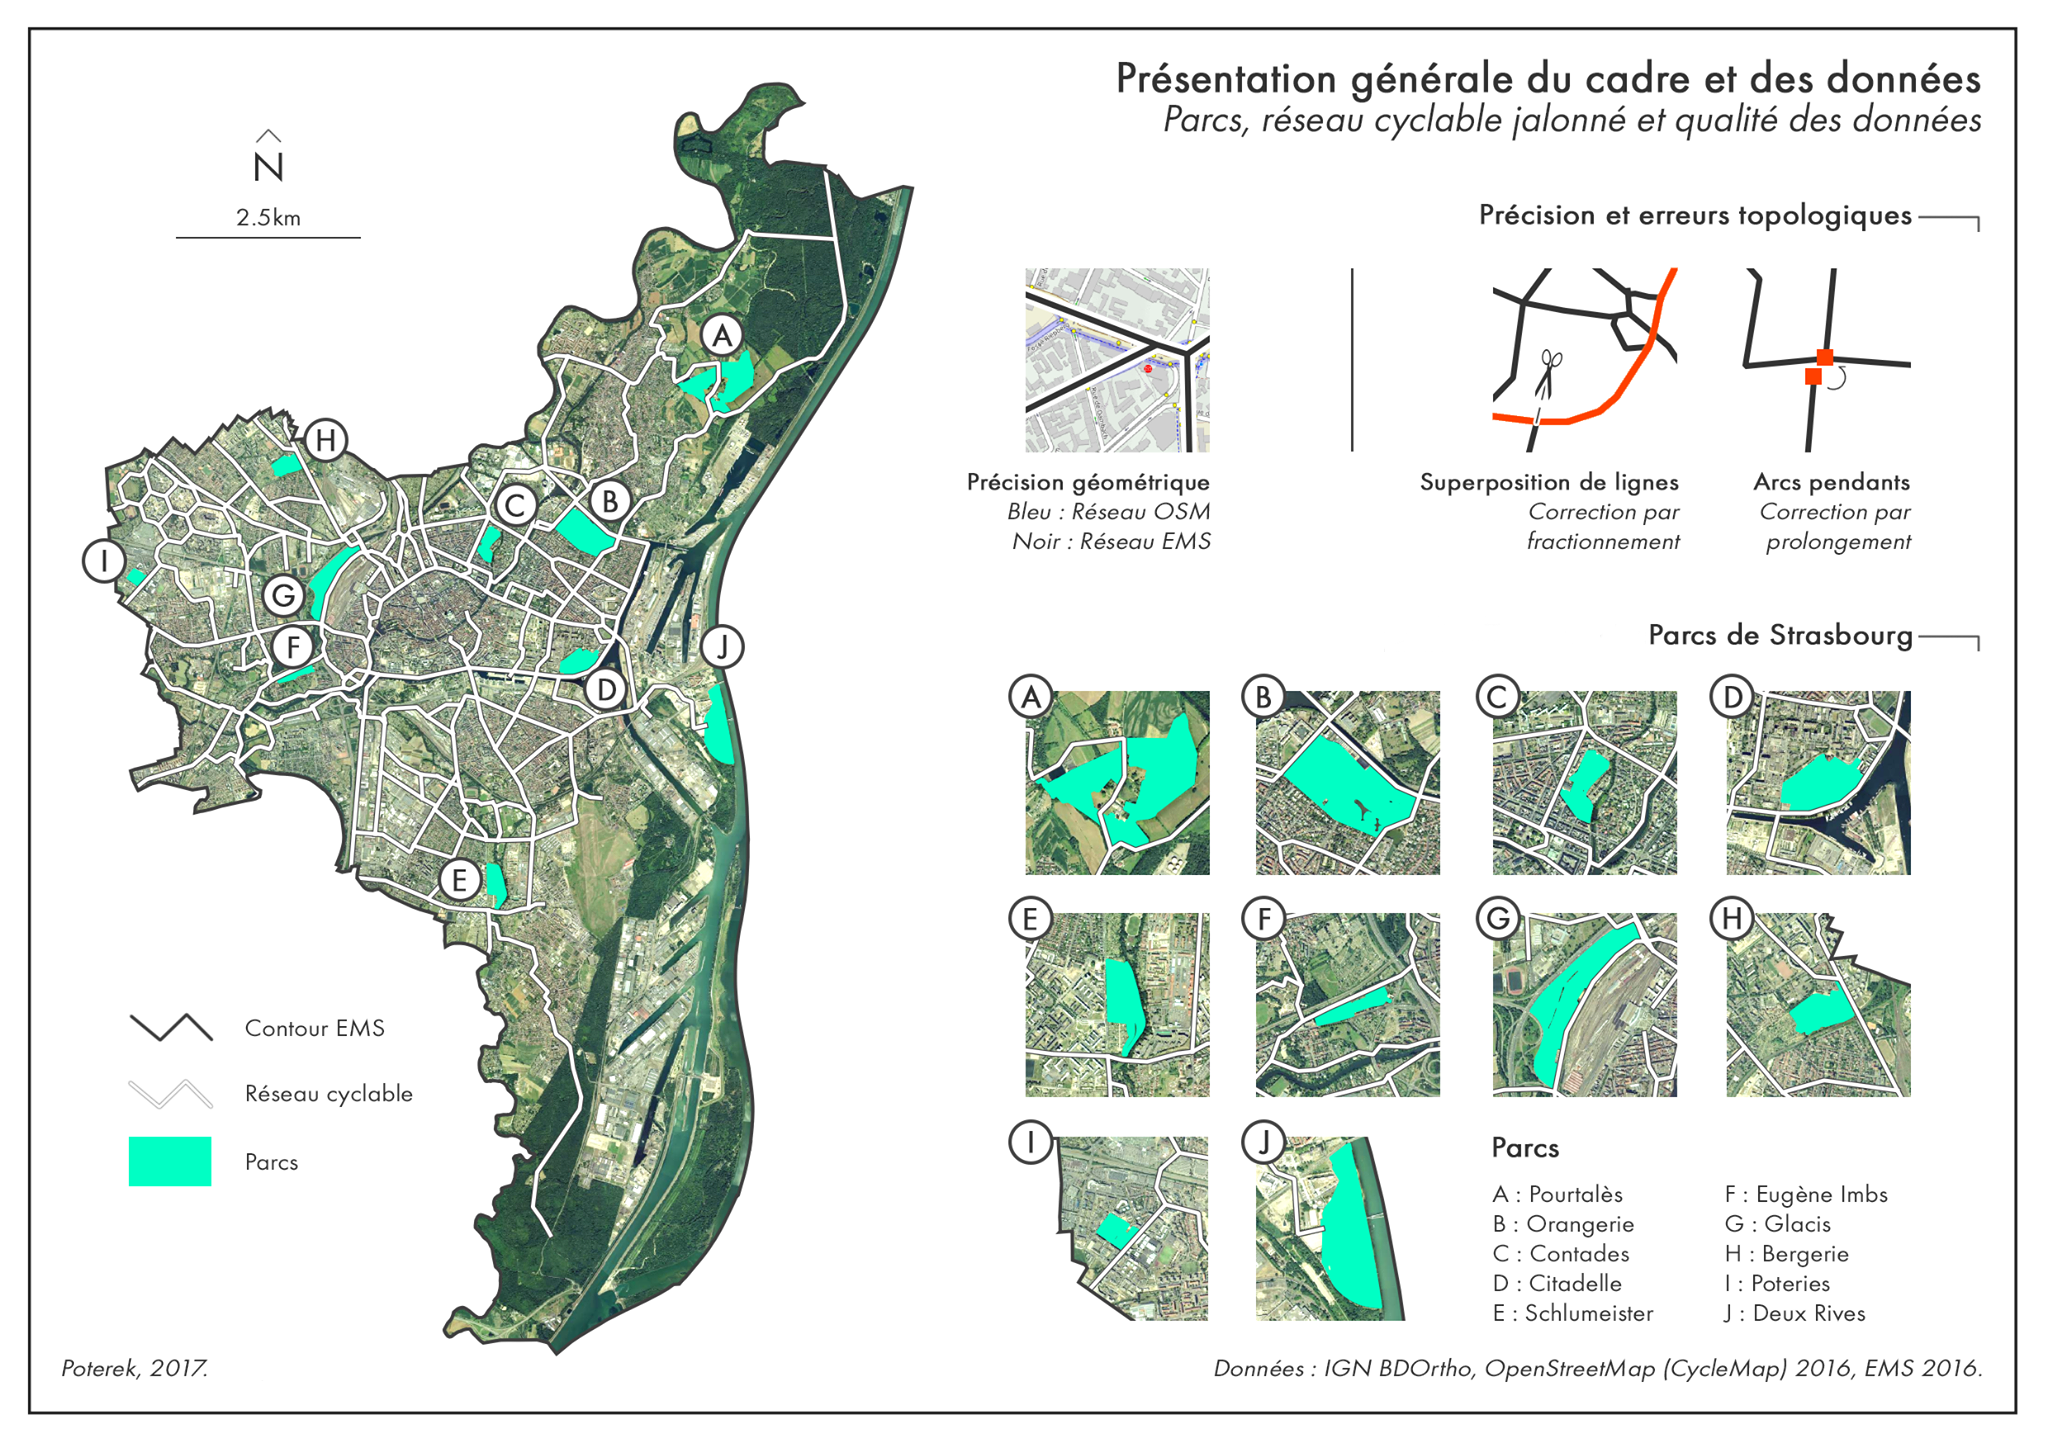 Présentation générale du cadre et des données
Parcs, réseau cyclable jalonné et qualité des données
N
2.5km
Précision et erreurs topologiques
Précision géométrique
Bleu : Réseau OSM
Noir : Réseau EMS
Superposition de lignes
Correction par
fractionnement
Arcs pendants
Correction par
prolongement
A
H
B
C
I
G
F
J
D
E
Parcs de Strasbourg
A
B
C
D
E
F
G
H
I
J
Contour EMS
Réseau cyclable
Parcs
Parcs
A : Pourtalès
B : Orangerie
C : Contades
D : Citadelle
E : Schlumeister
F : Eugène Imbs
G : Glacis
H : Bergerie
I : Poteries
J : Deux Rives
Poterek, 2017.
Données : IGN BDOrtho, OpenStreetMap (CycleMap) 2016, EMS 2016.